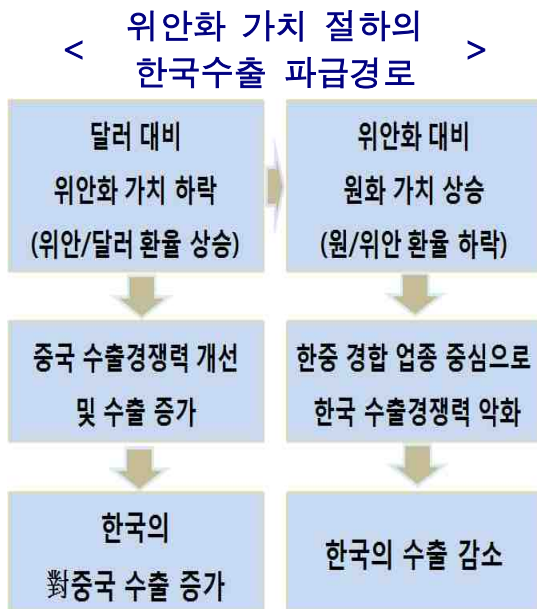 < 위안화 가치 절하의
한국수출 파급경로 >
달러 대비
위안화 가치 하락
(위안/달러 환율 상승)
위안화 대비
원화 가치 상승
(원/위안 환율 하락)
중국 수출경쟁력 개선
및 수출 증가
한중 경합 업종 중심으로
한국 수출경쟁력 악화
한국의
對중국 수출 증가
한국의 수출 감소